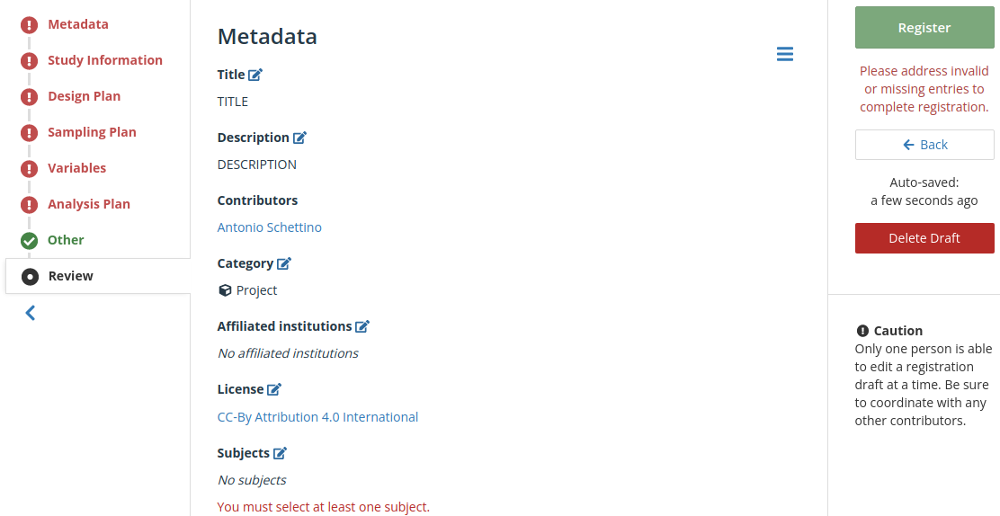 Metadata
Study Information
Design Plan
Sampling Plan
Variables
Analysis Plan
Other
Review
Metadata
Title
TITLE
Description
DESCRIPTION
Contributors
Antonio Schettino
Category
Project
Affiliated institutions
No affiliated institutions
License
CC-By Attribution 4.0 International
Subjects
No subjects
You must select at least one subject.
Register
Please address invalid
or missing entries to
complete registration.
Back
Auto-saved:
a few seconds ago
Delete Draft
Caution
Only one person is able
to edit a registration
draft at a time. Be sure
to coordinate with any
other contributors.